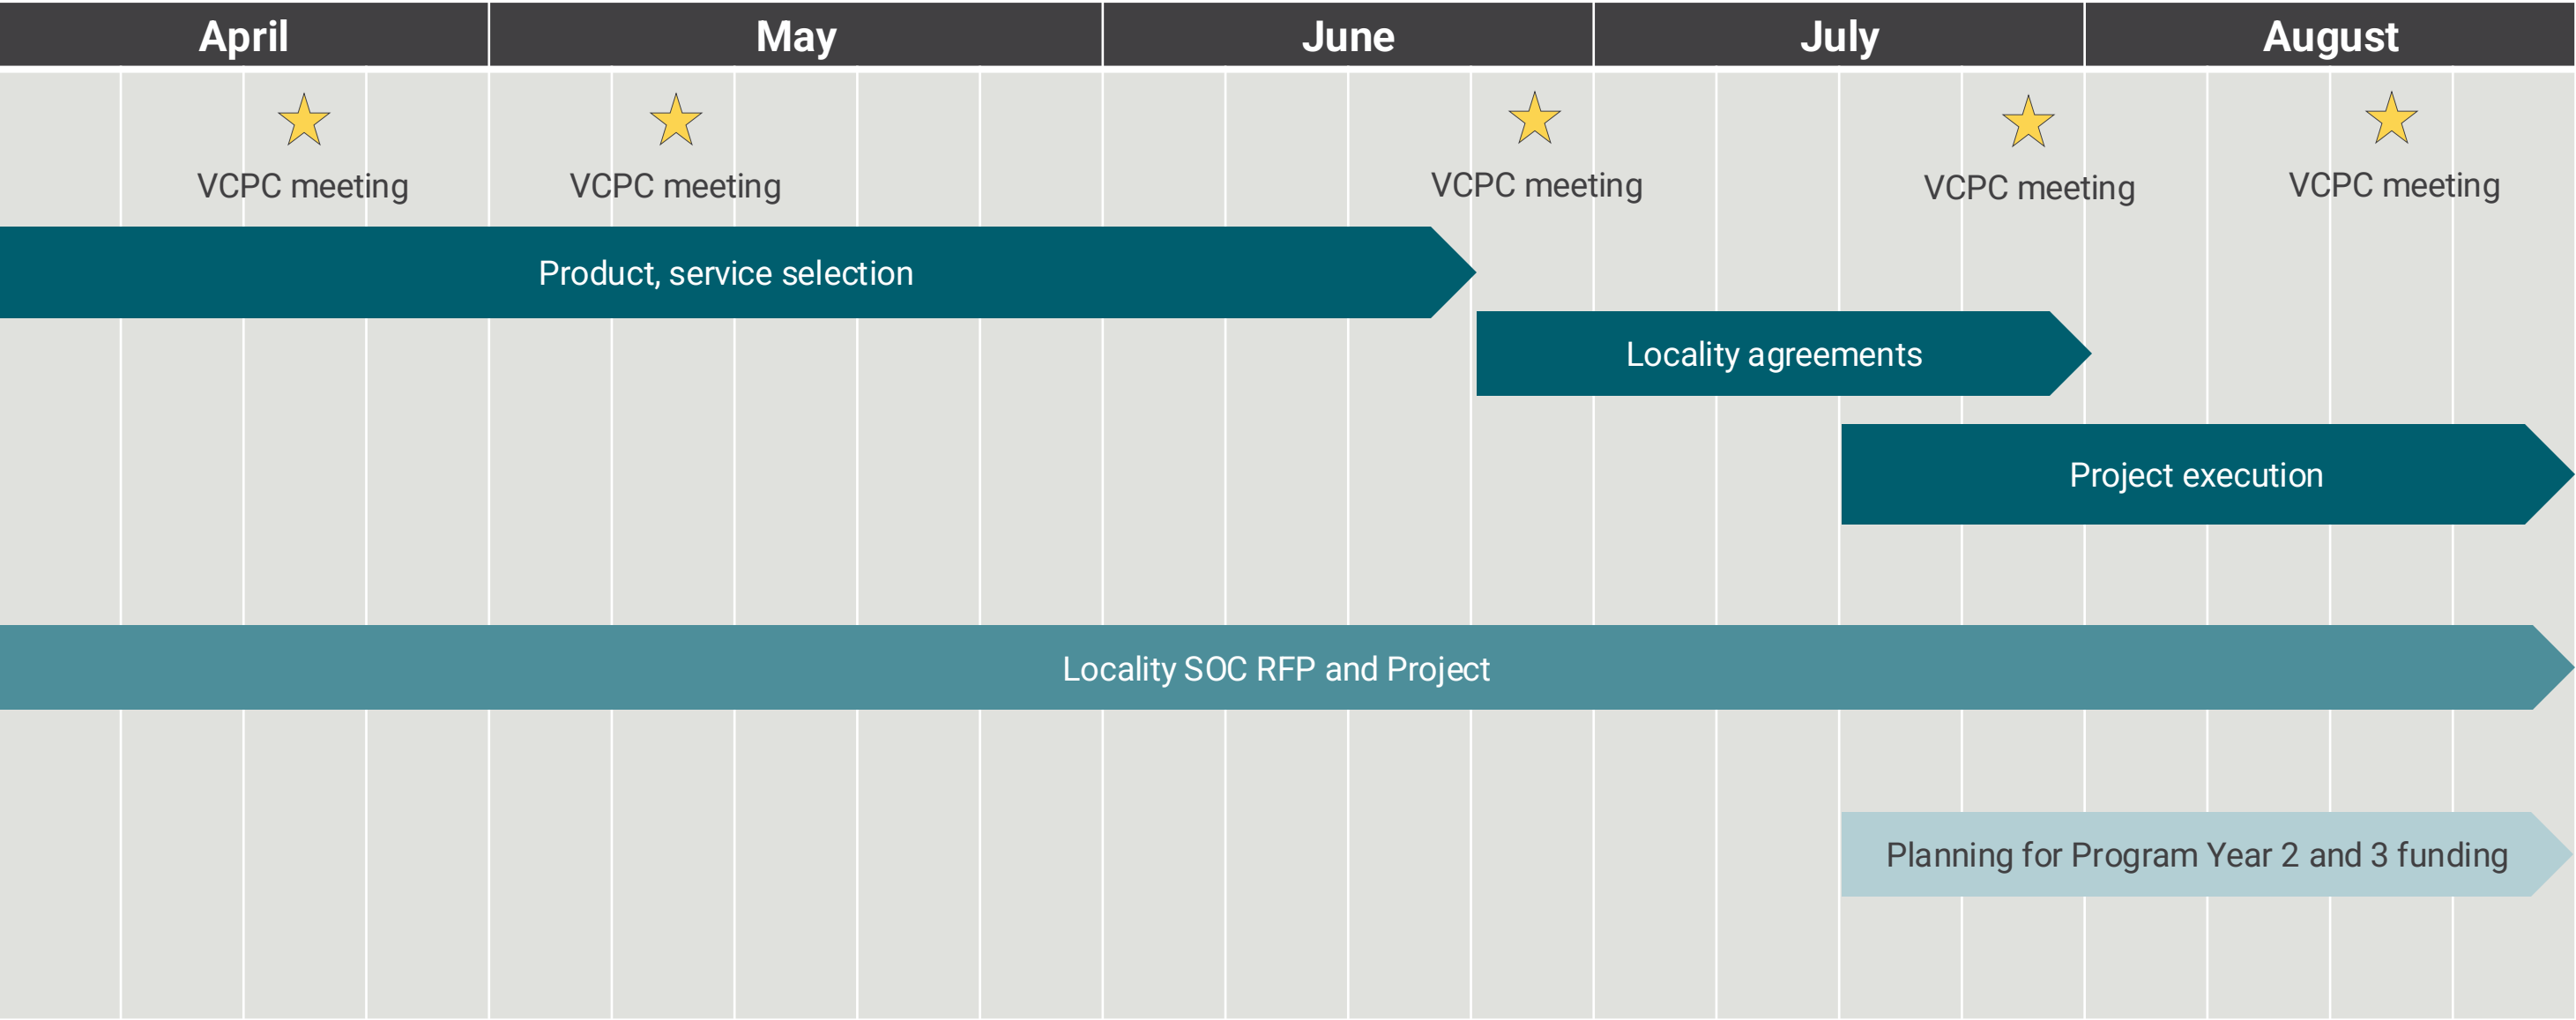 April
May
June
July
August
VCPC meeting
VCPC meeting
VCPC meeting
VCPC meeting
VCPC meeting
Product, service selection
Locality agreements
Project execution
Locality SOC RFP and Project
Planning for Program Year 2 and 3 funding